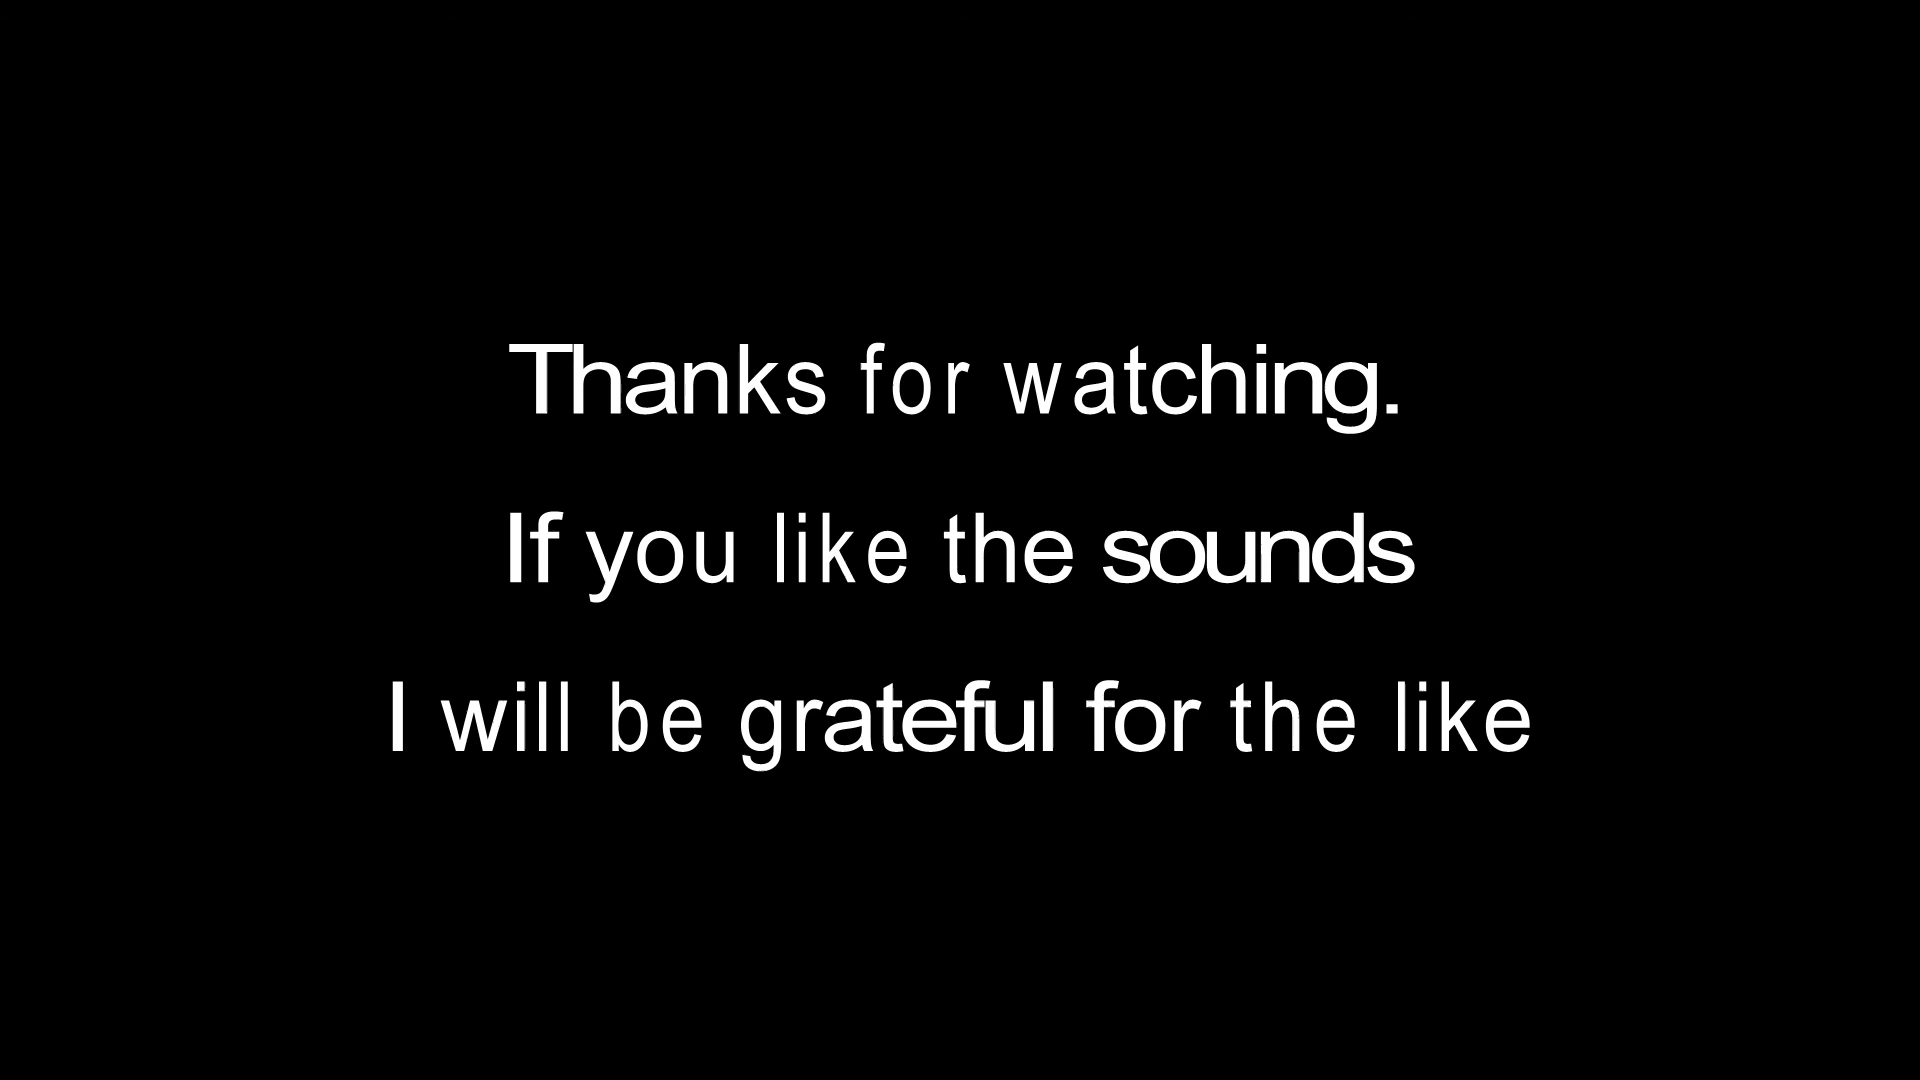 Thanks for watching.
If you like the sounds
I will be grateful for the like